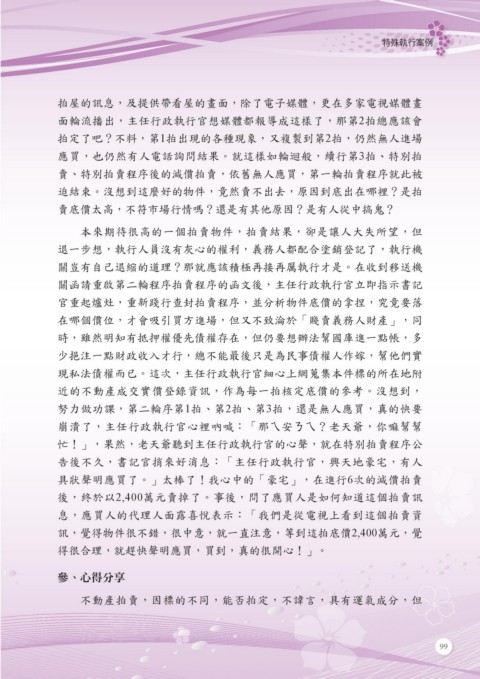 特殊執行案例
拍屋的訊息，及提供帶看屋的畫面，除了電子媒體，更在多家電視媒體畫
面輪流播出，主任行政執行官想媒體都報導成這樣了，那第2拍總應該會
拍定了吧？不料，第1拍出現的各種現象，又複製到第2拍，仍然無人進場
應買，也仍然有人電話詢問結果。就這樣如輪迴般，續行第3拍、特別拍
賣、特別拍賣程序後的減價拍賣，依舊無人應買，第一輪拍賣程序就此被
迫結束。沒想到這麼好的物件，竟然賣不出去，原因到底出在哪裡？是拍
賣底價太高，不符市場行情嗎？還是有其他原因？是有人從中搞鬼？
本來期待很高的一個拍賣物件，拍賣結果，卻是讓人大失所望，但
退一步想，執行人員沒有灰心的權利，義務人都配合塗銷登記了，執行機
關豈有自己退縮的道理？那就應該積極再接再厲執行才是。在收到移送機
關函請重啟第二輪程序拍賣程序的函文後，主任行政執行官立即指示書記
官重起爐灶，重新踐行查封拍賣程序，並分析物件底價的拿捏，究竟要落
在哪個價位，才會吸引買方進場，但又不致淪於「賤賣義務人財產」，同
時，雖然明知有抵押權優先債權存在，但仍要想辦法幫國庫進一點帳，多
少挹注一點財政收入才行，總不能最後只是為民事債權人作嫁，幫他們實
現私法債權而已。這次，主任行政執行官細心上網蒐集本件標的所在地附
近的不動產成交實價登錄資訊，作為每一拍核定底價的參考。沒想到，
努力做功課，第二輪序第1拍、第2拍、第3拍，還是無人應買，真的快要
崩潰了，主任行政執行官心裡吶喊：「那ㄟ安ㄋㄟ？老天爺，你嘛幫幫
忙！」，果然，老天爺聽到主任行政執行官的心聲，就在特別拍賣程序公
告後不久，書記官捎來好消息：「主任行政執行官，興天地豪宅，有人
具狀聲明應買了。」太棒了！我心中的「豪宅」，在進行6次的減價拍賣
後，終於以2,400萬元賣掉了。事後，問了應買人是如何知道這個拍賣訊
息，應買人的代理人面露喜悅表示：「我們是從電視上看到這個拍賣資
訊，覺得物件很不錯，很中意，就一直注意，等到這拍底價2,400萬元，覺
得很合理，就趕快聲明應買，買到，真的很開心！」。
參、心得分享
不動產拍賣，因標的不同，能否拍定，不諱言，具有運氣成分，但
99